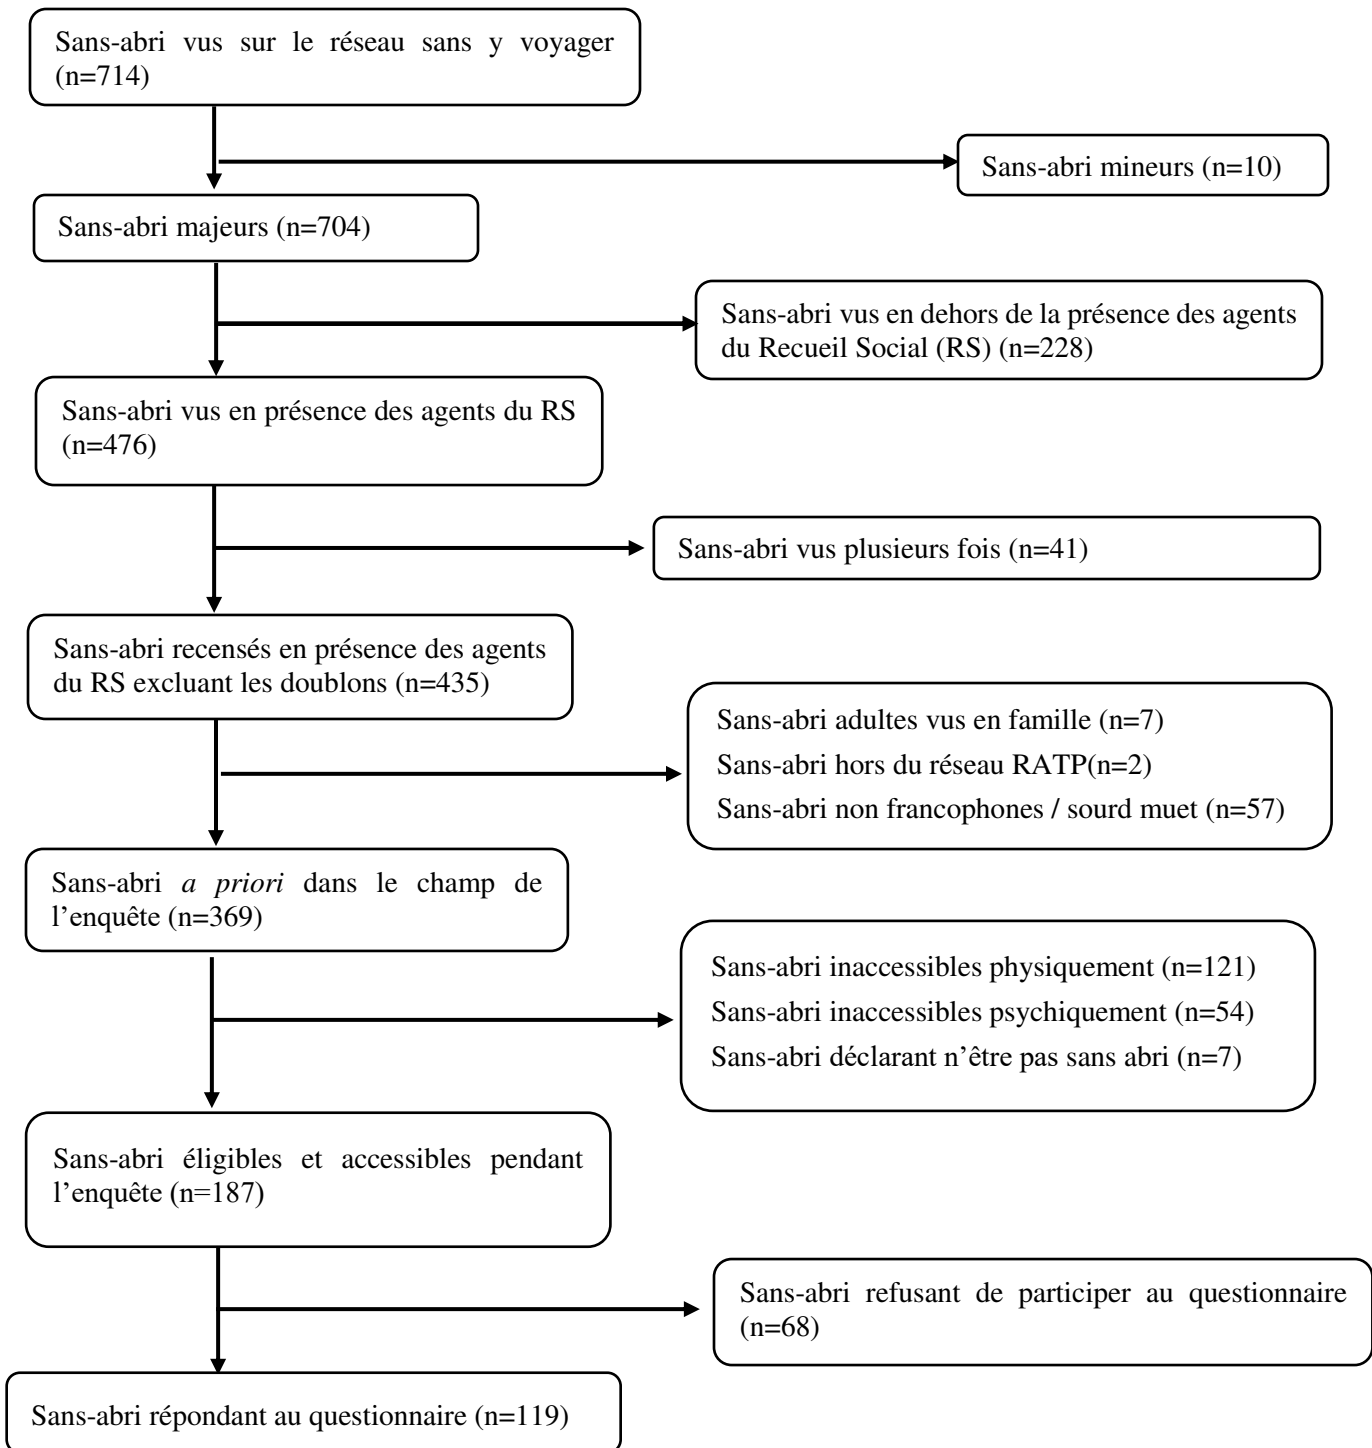 Sans-abri vus sur le réseau sans y voyager
(n=714)
Sans-abri mineurs (n=10)
Sans-abri majeurs (n=704)
Sans-abri vus en dehors de la présence des agents
du Recueil Social (RS) (n=228)
Sans-abri vus en présence des agents du RS
(n=476)
Sans-abri vus plusieurs fois (n=41)
Sans-abri recensés en présence des agents
du RS excluant les doublons (n=435)
Sans-abri adultes vus en famille (n=7)
Sans-abri hors du réseau RATP(n=2)
Sans-abri non francophones / sourd muet (n=57)
Sans-abri a priori dans le champ de
l’enquête (n=369)
Sans-abri inaccessibles physiquement (n=121)
Sans-abri inaccessibles psychiquement (n=54)
Sans-abri déclarant n’être pas sans abri (n=7)
Sans-abri éligibles et accessibles pendant
l’enquête (n=187)
Sans-abri refusant de participer au questionnaire
(n=68)
Sans-abri répondant au questionnaire (n=119)